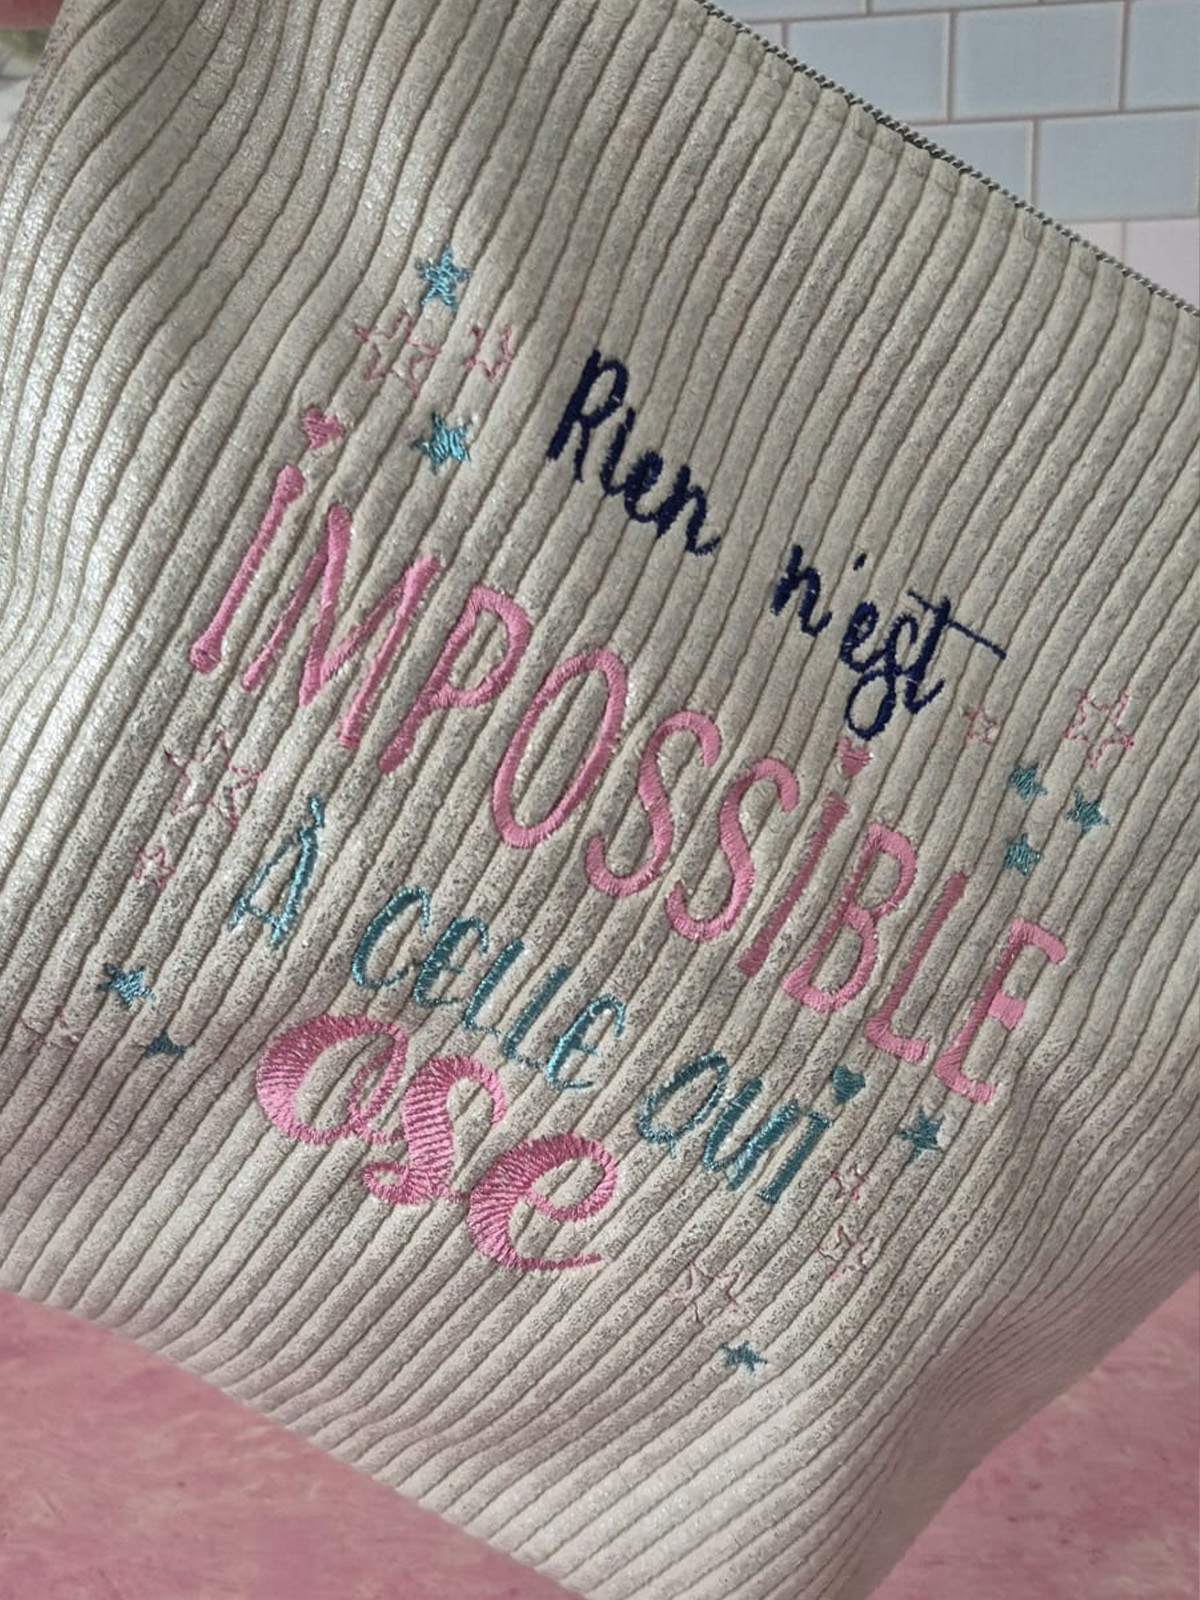 Rien n'est
IMPOSSIBLE
À CELLE QUI
ose